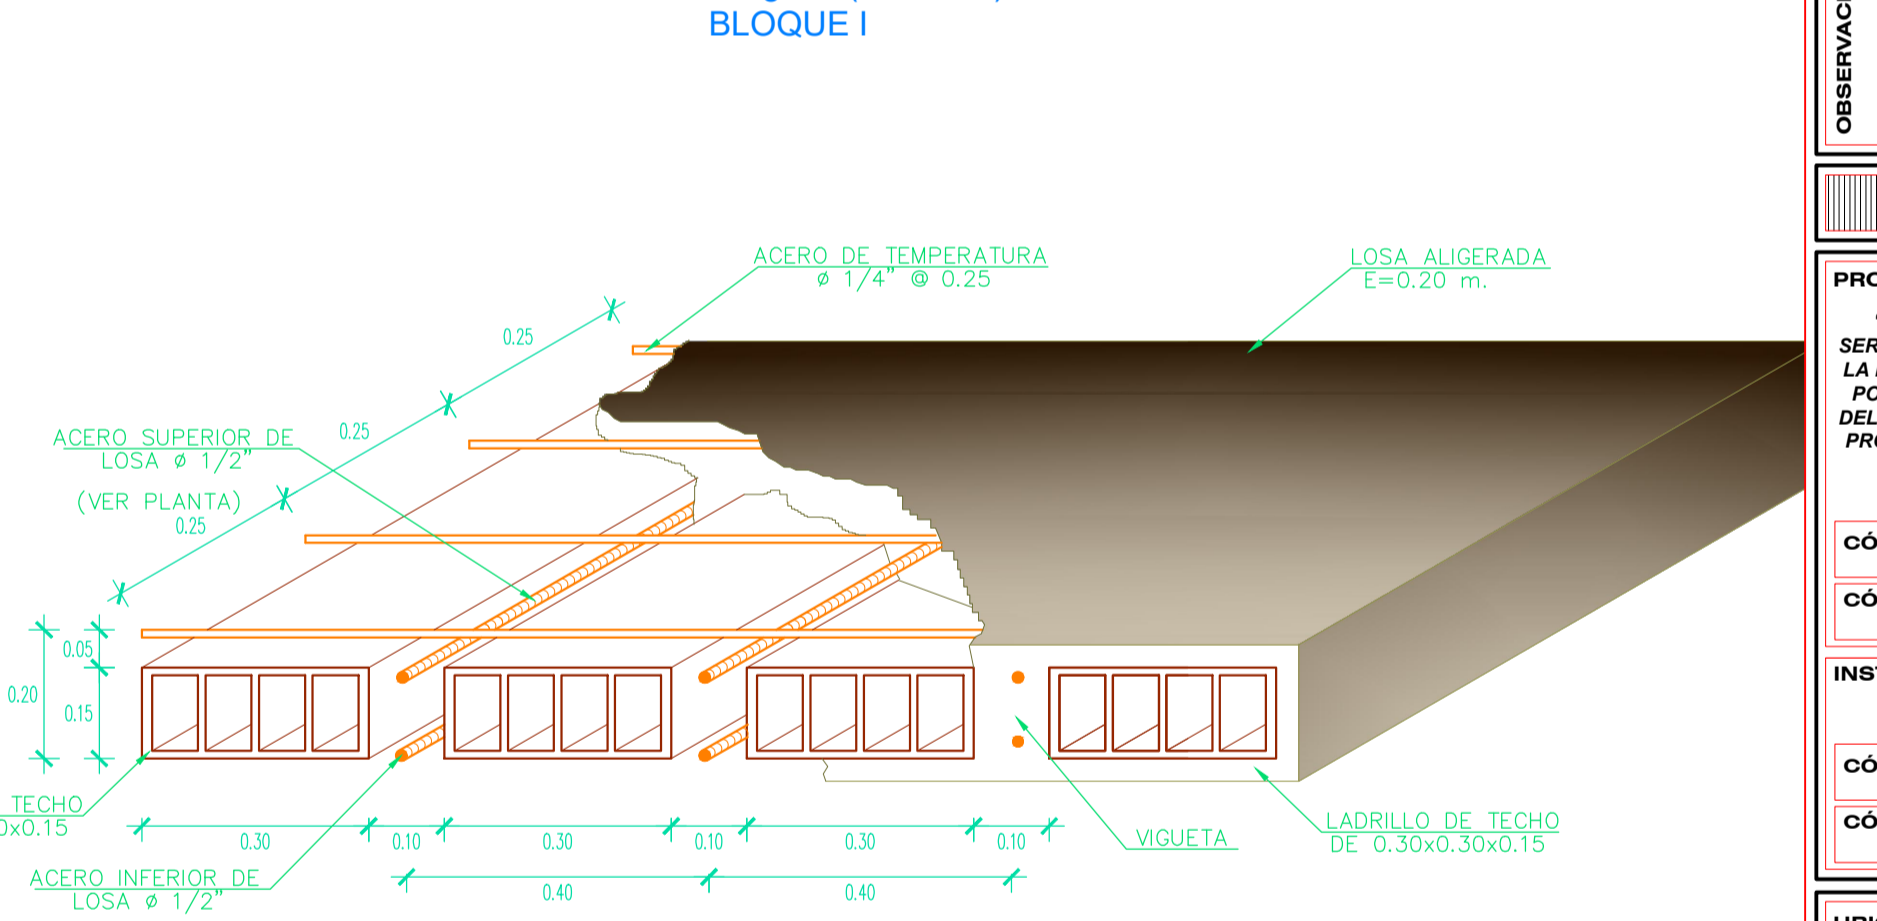 BLOQUE I
ACERO DE TEMPERATURA
ø 1/4" @ 0.25
LOSA ALIGERADA
E=0.20 m.
0.25
0.25
ACERO SUPERIOR DE
LOSA ø 1/2"
(VER PLANTA)
0.25
0.05
0.20
0.15
TECHO
0x0.15
0.30
0.10
0.30
0.10
0.30
0.10
VIGUETA
LADRILLO DE TECHO
DE 0.30x0.30x0.15
ACERO INFERIOR DE
LOSA ø 1/2"
0.40
0.40
OBSERVAC
PRO
SER
LA
PO
DEL
PRO
CÓ
CÓ
INS
CÓ
CÓ